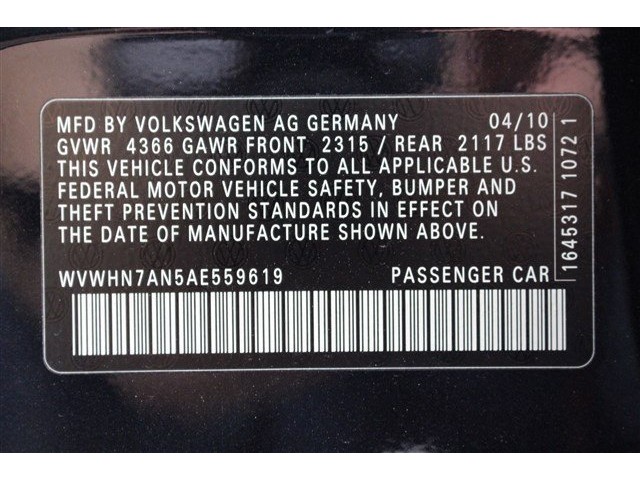 MFD BY VOLKSWAGEN AG GERMANY 04/10
GVWR 4366 GAWR FRONT 2315 / REAR 2117 LBS
THIS VEHICLE CONFORMS TO ALL APPLICABLE U.S.
FEDERAL MOTOR VEHICLE SAFETY, BUMPER AND
THEFT PREVENTION STANDARDS IN EFFECT ON
THE DATE OF MANUFACTURE SHOWN ABOVE.
WVWHN7AN5AE559619 PASSENGER CAR
1645317 10721